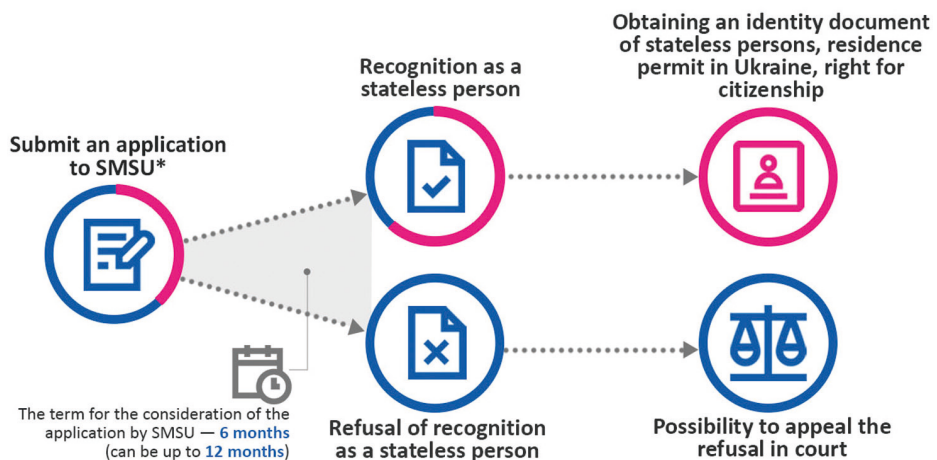 Submit an application
to SMSU*
Recognition as a
stateless person
Obtaining an identity document
of stateless persons, residence
permit in Ukraine, right for
citizenship
The term for the consideration of the
application by SMSU — 6 months
(can be up to 12 months)
Refusal of recognition
as a stateless person
Possibility to appeal the
refusal in court